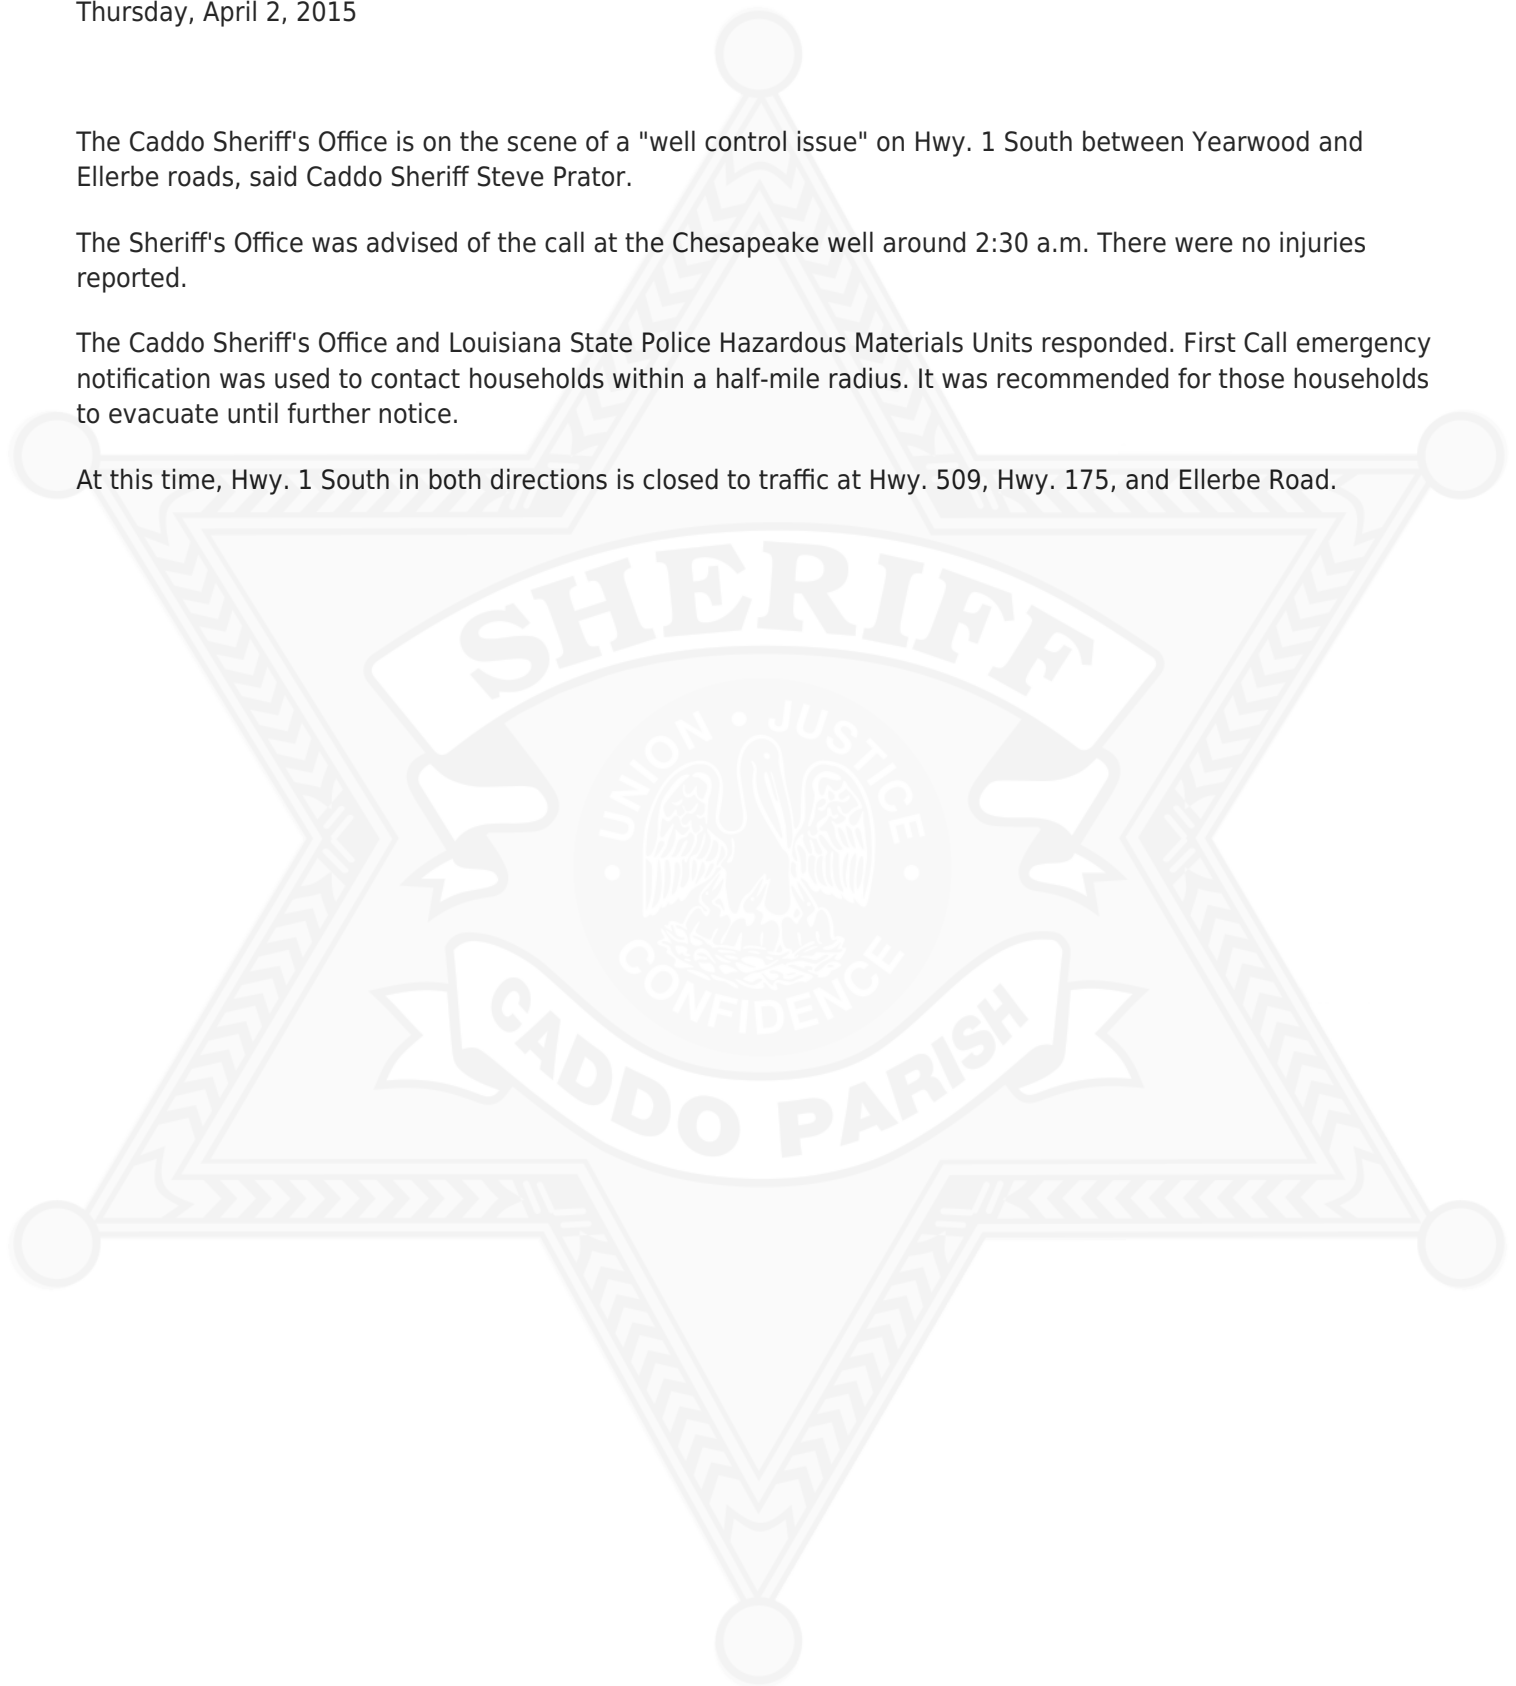 Thursday, April 2, 2015
The Caddo Sheriff's Office is on the scene of a "well control issue" on Hwy. 1 South between Yearwood and
Ellerbe roads, said Caddo Sheriff Steve Prator.
The Sheriff's Office was advised of the call at the Chesapeake well around 2:30 a.m. There were no injuries
reported.
The Caddo Sheriff's Office and Louisiana State Police Hazardous Materials Units responded. First Call emergency
notification was used to contact households within a half-mile radius. It was recommended for those households
to evacuate until further notice.
At this time, Hwy. 1 South in both directions is closed to traffic at Hwy. 509, Hwy. 175, and Ellerbe Road.
SHERIFF
UNION • JUSTICE
• CONFIDENCE •
CADDO PARISH